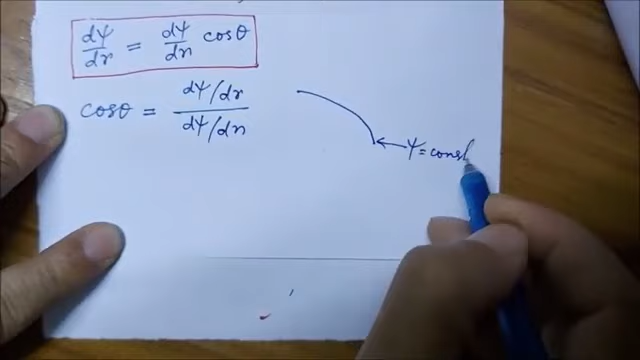 dψ/dr = dψ/dn cosθ
cosθ = dψ/dr / dψ/dn
ψ = const